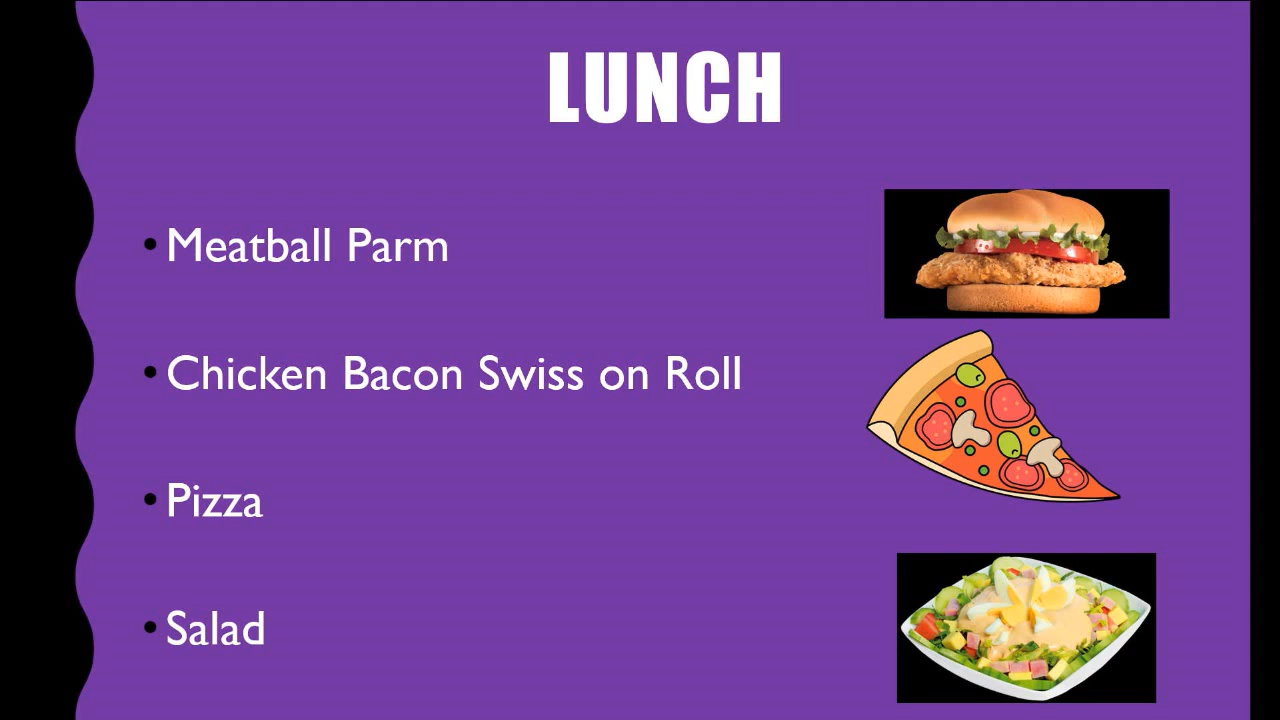 LUNCH
• Meatball Parm
• Chicken Bacon Swiss on Roll
• Pizza
• Salad